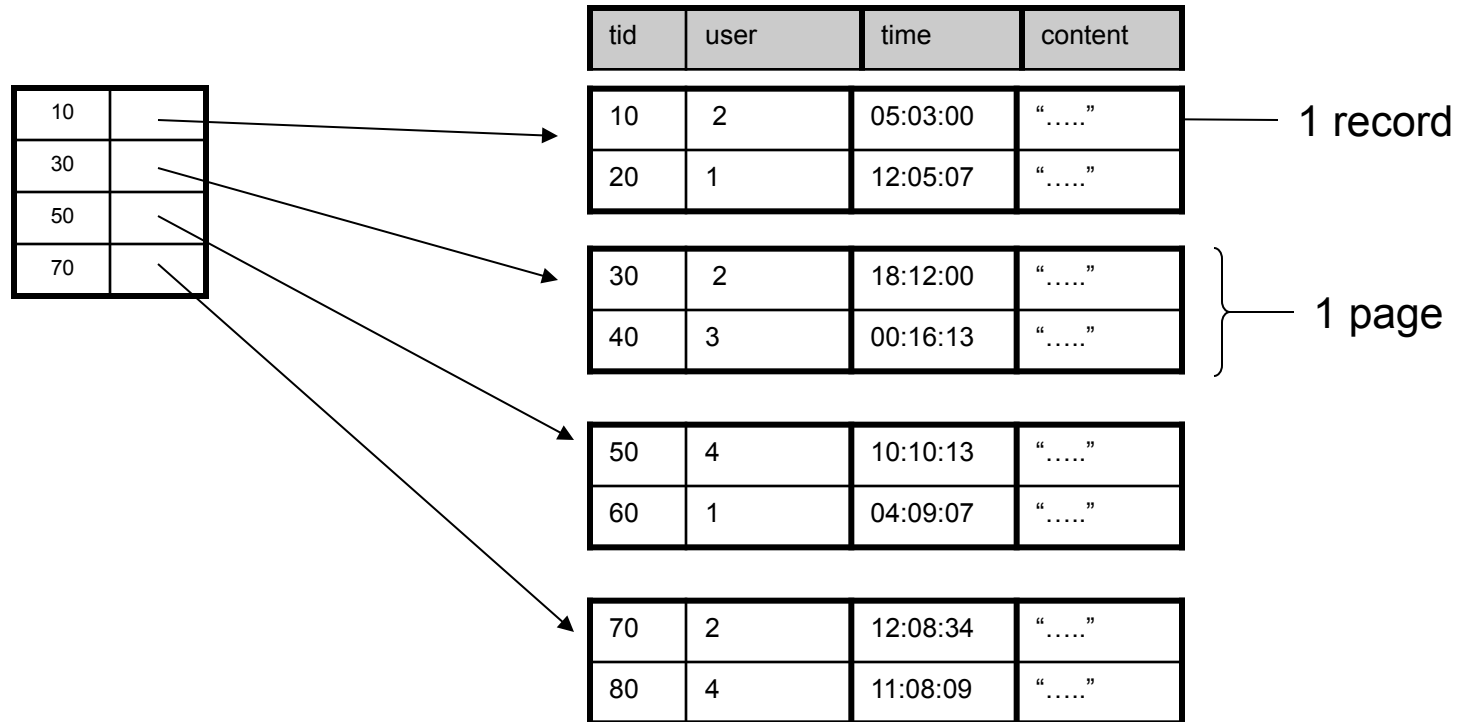 tid user time content
10
30
50
70
10 2 05:03:00 “…..”
20 1 12:05:07 “…..”
1 record
30 2 18:12:00 “…..”
40 3 00:16:13 “…..”
1 page
50 4 10:10:13 “…..”
60 1 04:09:07 “…..”
70 2 12:08:34 “…..”
80 4 11:08:09 “…..”